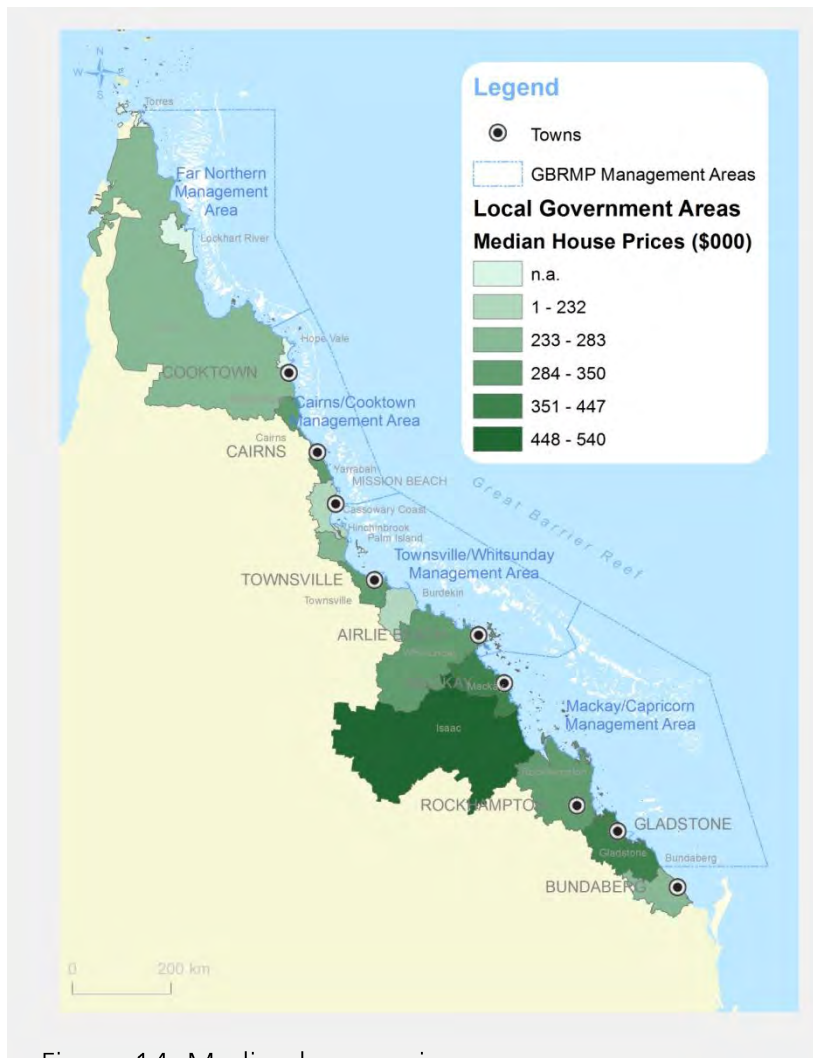 N
W
E
S
Torres
Far Northern
Management
Area
Lockhart River
Hope Vale
COOKTOWN
Cairns/Cooktown
Management Area
Cairns
CAIRNS
Yarrabah
MISSION BEACH
Cassowary Coast
Hinchinbrook
Palm Island
Great Barrier Reef
Townsville/Whitsunday
Management Area
TOWNSVILLE
Townsville
Burdekin
AIRLIE
Mackay
Isaac
Mackay/Capricorn
Management Area
ROCKHAMPTO
GLADSTONE
Gladstone
Bundaberg
BUNDABERG
0 200 km
Legend
Towns
GBRMP Management Areas
Local Government Areas
Median House Prices ($000)
n.a.
1 - 232
233 - 283
284 - 350
351 - 447
448 - 540